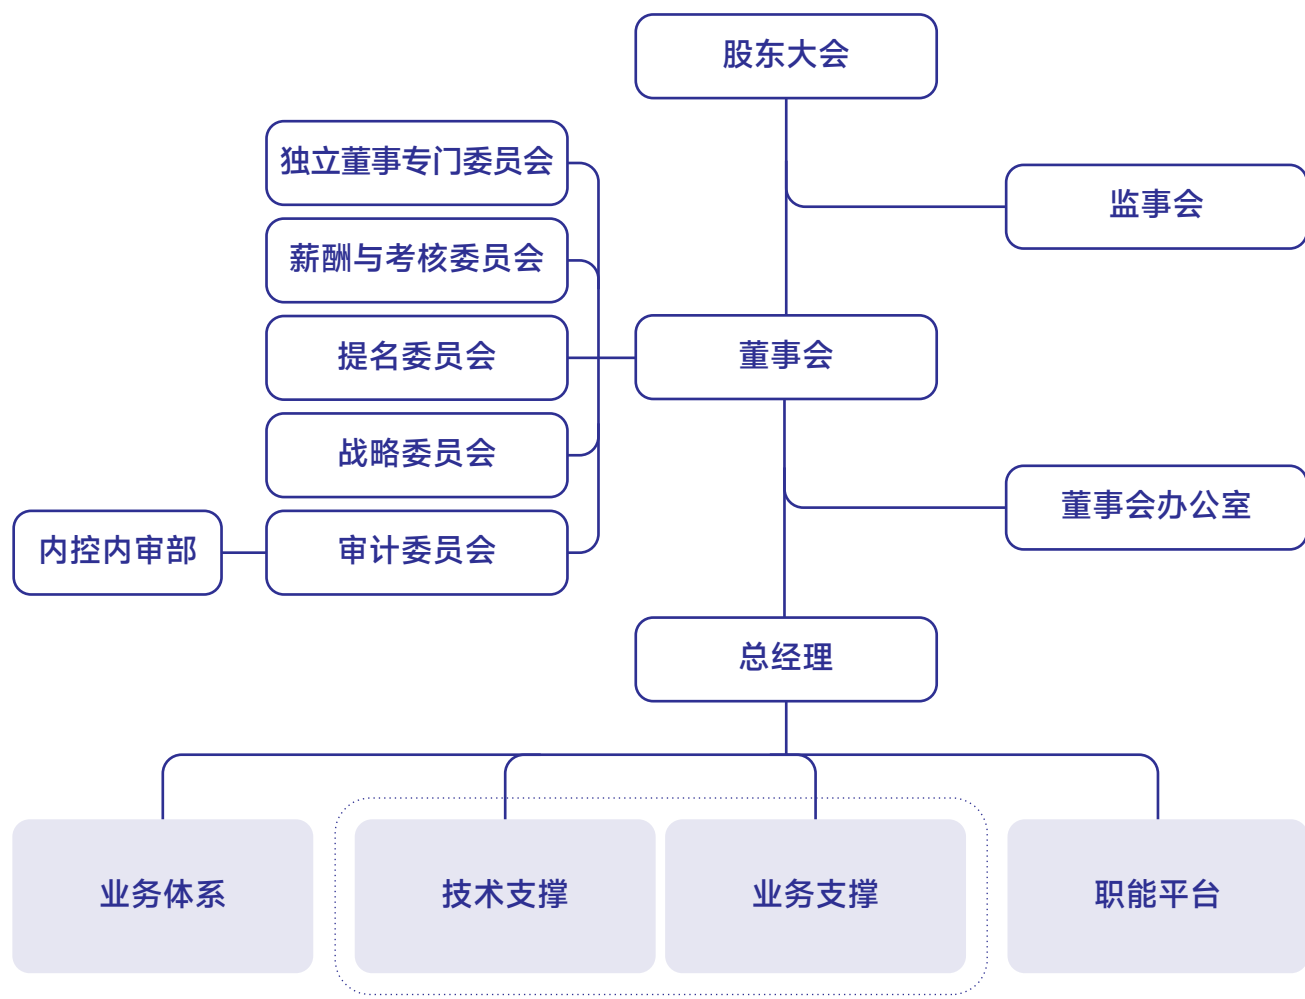 股东大会
独立董事专门委员会
监事会
薪酬与考核委员会
提名委员会
董事会
战略委员会
董事会办公室
内控内审部
审计委员会
总经理
业务体系
技术支撑
业务支撑
职能平台